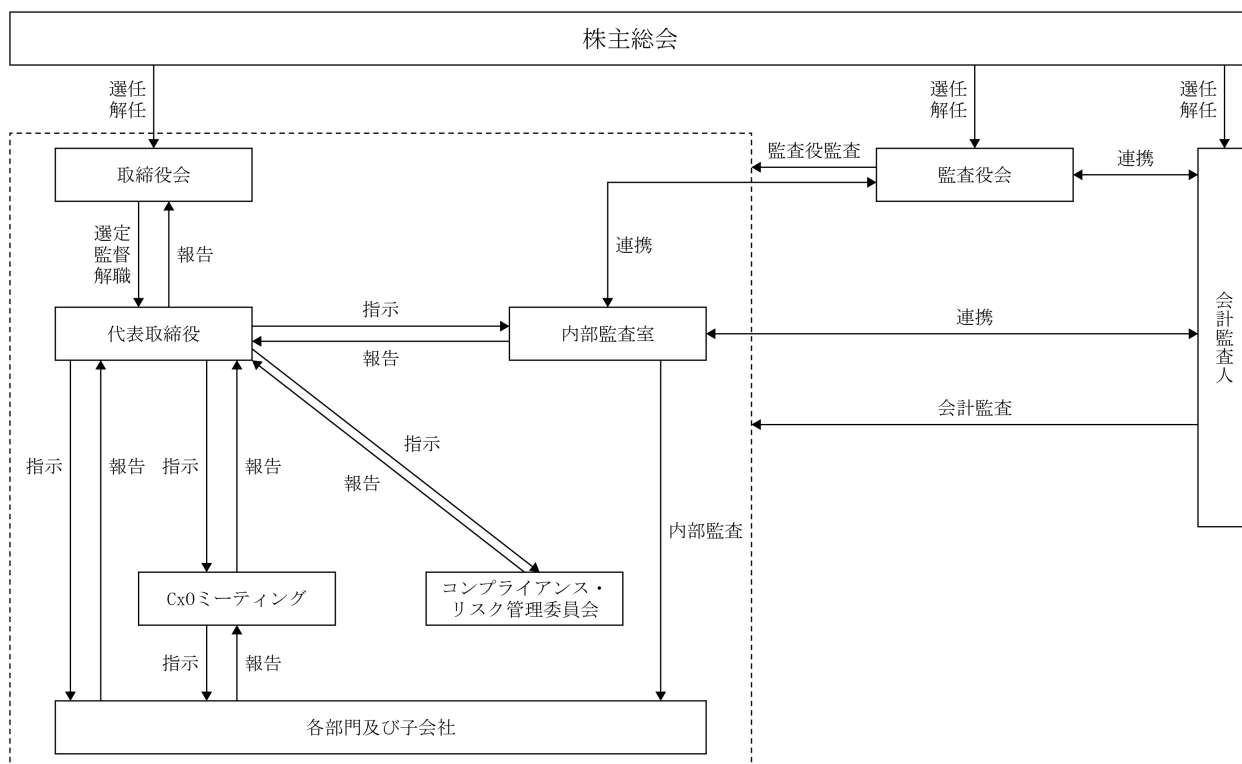 株主総会
選任
解任
選任
解任
選任
解任
取締役会
監査役監査
監査役会
連携
選定
監督
解職
報告
連携
代表取締役
指示
報告
内部監査室
連携
会計監査人
会計監査
指示
報告
指示
報告
指示
報告
内部監査
CxOミーティング
コンプライアンス・
リスク管理委員会
指示
報告
各部門及び子会社